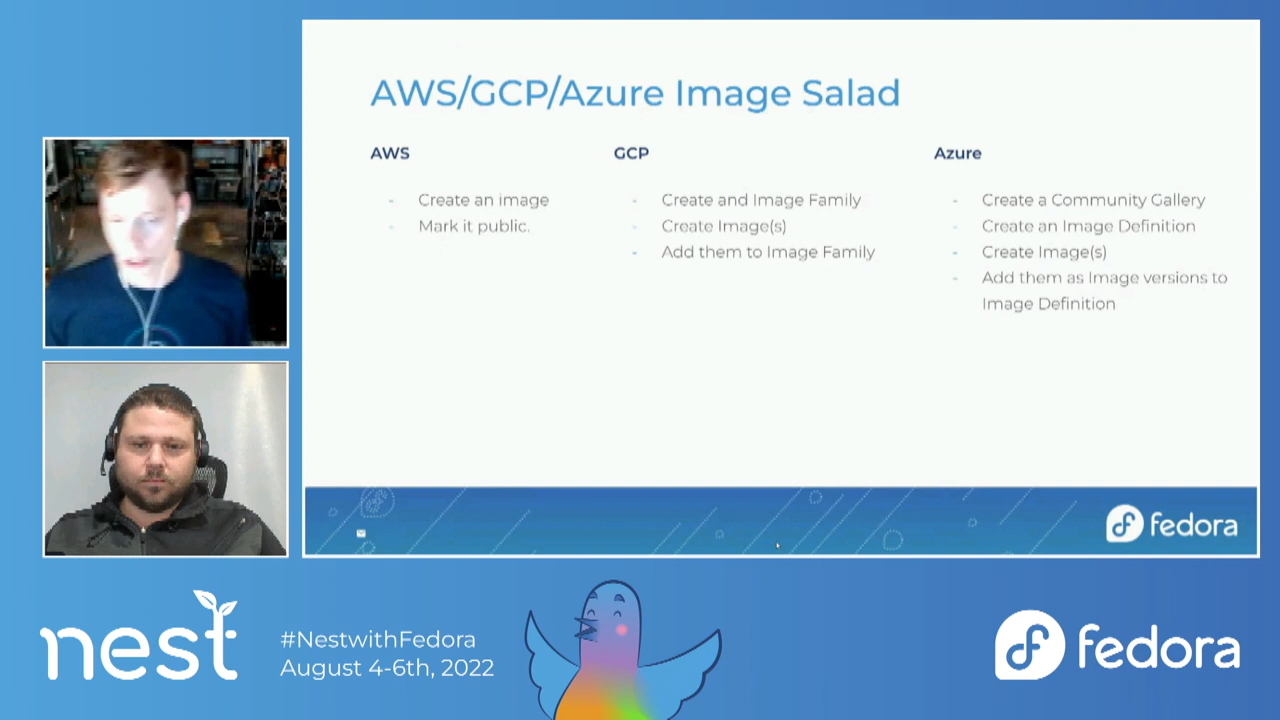 AWS/GCP/Azure Image Salad
AWS
- Create an image
- Mark it public.
GCP
- Create and Image Family
- Create Image(s)
- Add them to Image Family
Azure
- Create a Community Gallery
- Create an Image Definition
- Create Image(s)
- Add them as Image versions to
Image Definition
fedora
nest
#NestwithFedora
August 4-6th, 2022
fedora